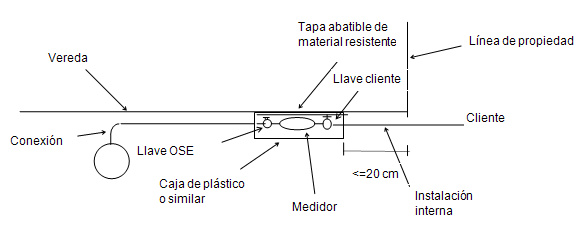 Tapa abatible de
material resistente
Línea de propiedad
Vereda
Llave cliente
Cliente
Conexión
Llave OSE
<=20 cm
Caja de plástico
o similar
Medidor
Instalación
interna